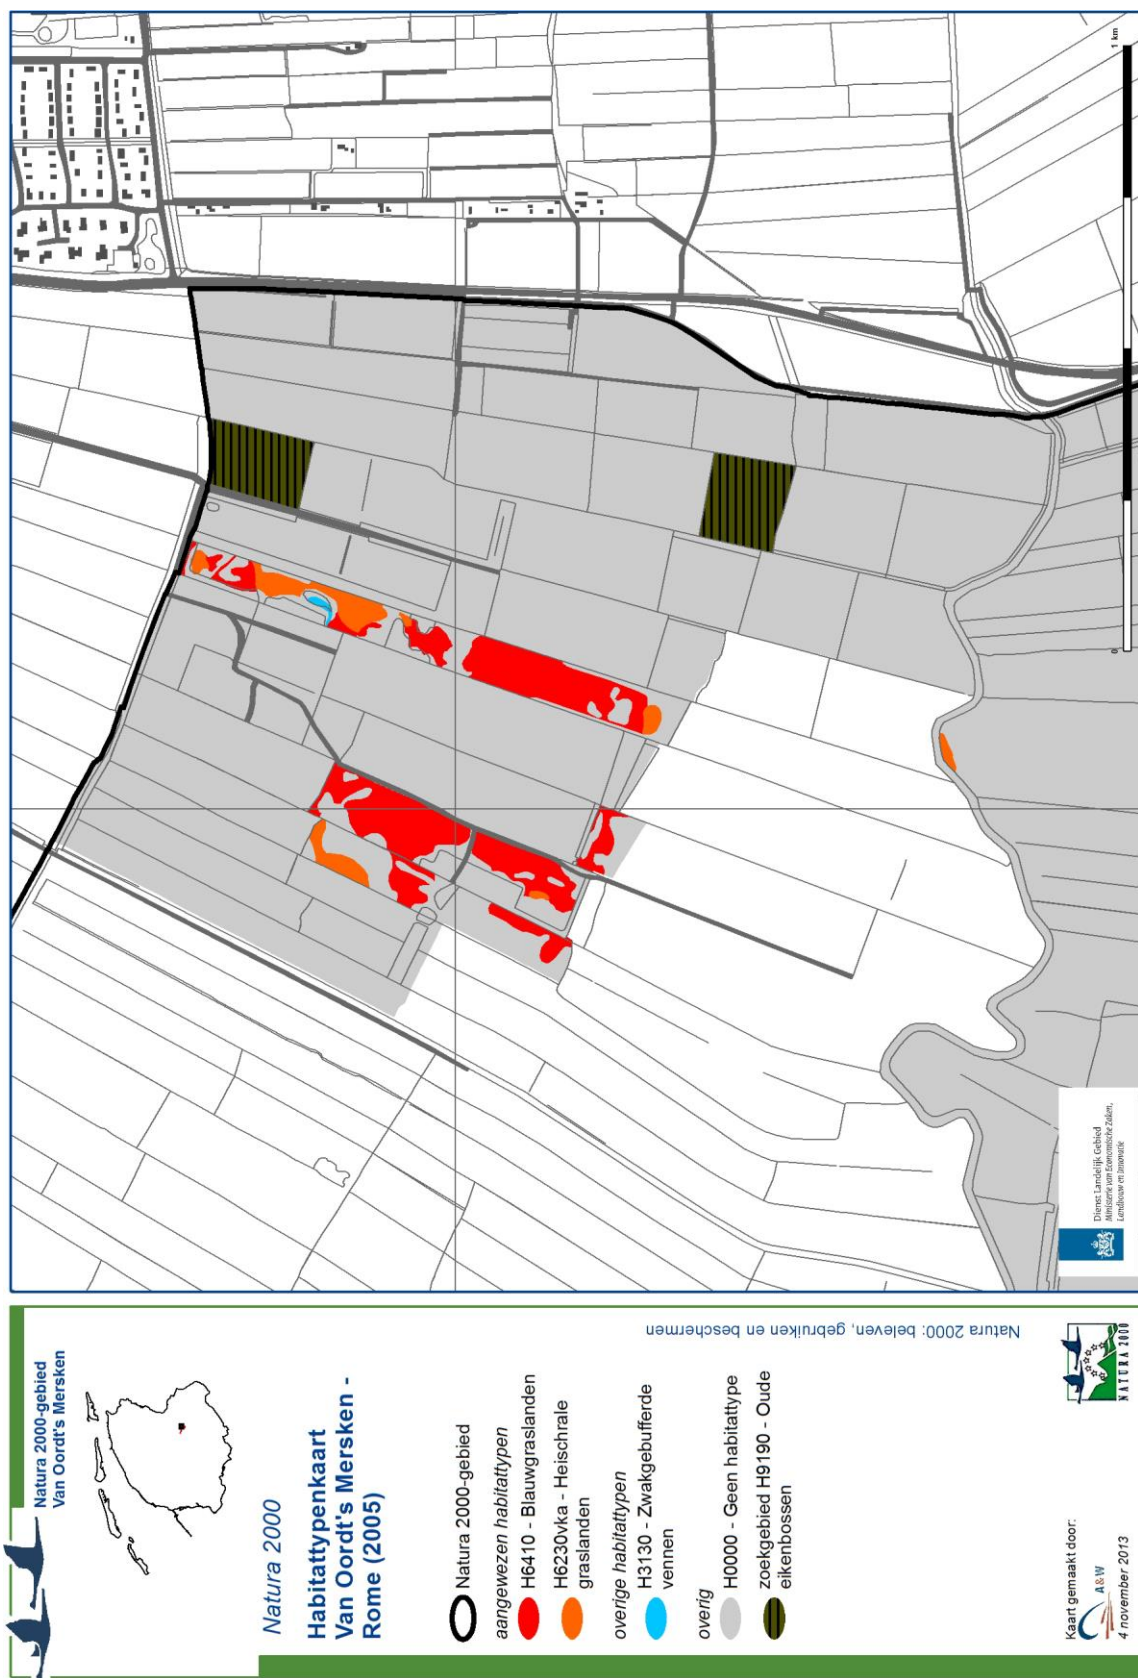 Natura 2000-gebied
Van Oordt's Mersken
Natura 2000
Habitattypenkaart
Van Oordt's Mersken -
Rome (2005)
Natura 2000-gebied
aangewezen habitattypen
H6410 - Blauwgraslanden
H6230vka - Heischrale
graslanden
overige habitattypen
H3130 - Zwakgebufferde
vennen
overig
H0000 - Geen habitattype
zoekgebied H9190 - Oude
eikenbossen
Natura 2000: beleven, gebruiken en beschermen
Kaart gemaakt door:
A&W
4 november 2013
NATURA 2000
Dienst Landelijk Gebied
Ministerie van Economische Zaken,
Landbouw en Innovatie
0
1 km